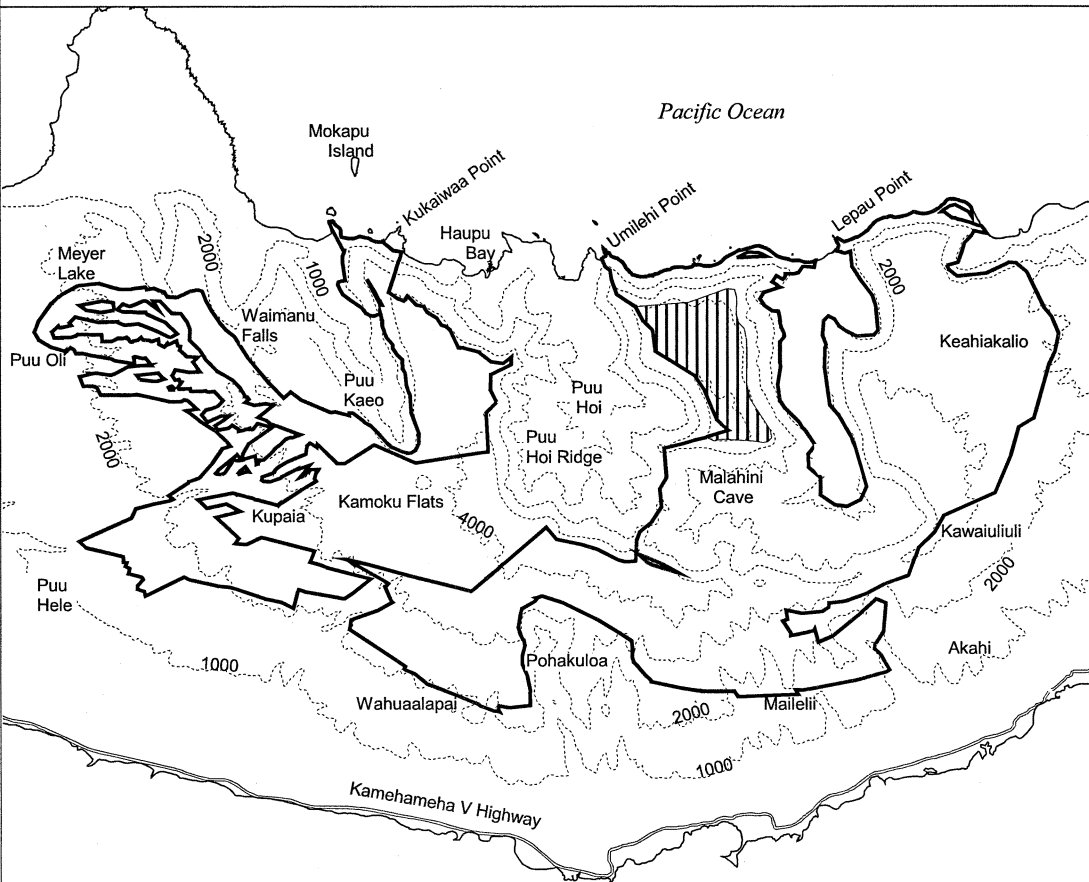 Pacific Ocean
Mokapu
Island
Kukaiwaa Point
Umilehi Point
Lepau Point
Haupu
Bay
Meyer
Lake
2000
1000
2000
Waimanu
Falls
Puu Oli
Keahiakalio
Puu
Kaeo
Puu
Hoi
Puu
Hoi Ridge
2000
Malahini
Cave
Kamoku Flats
Kupaia
4000
Kawaiuliuli
2000
Puu
Hele
1000
Pohakuloa
Akahi
Wahuaalapai
2000
Mailelii
1000
Kamehameha V Highway